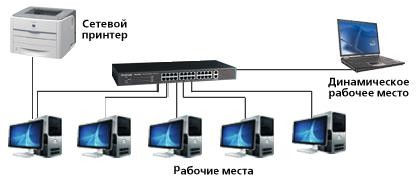 Сетевой
принтер
Динамическое
рабочее место
Рабочие места